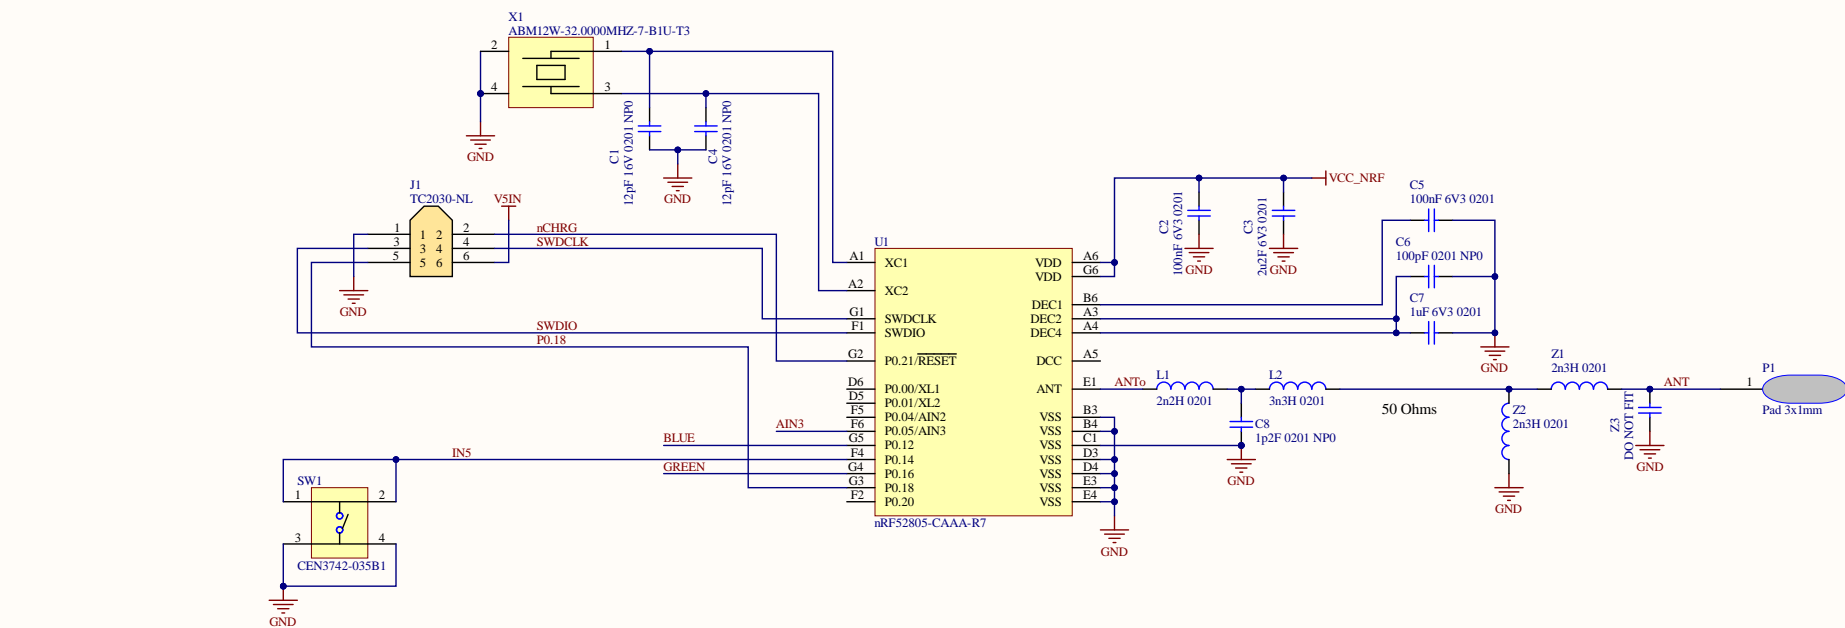 X1
ABM12W-32.0000MHZ-7-B1U-T3
2
1
4
3
C1
12pF 16V 0201 NP0
C4
12pF 16V 0201 NP0
GND
GND
J1
TC2030-NL
V5IN
1
1 2
2
nCHRG
3
3 4
4
SWDCLK
5
5 6
6
GND
SWDIO
P0.18
U1
A1
XC1
A2
XC2
G1
SWDCLK
F1
SWDIO
G2
P0.21/RESET
D6
P0.00/XL1
D5
P0.01/XL2
F5
P0.04/AIN2
AIN3
F6
P0.05/AIN3
BLUE
G5
P0.12
IN5
F4
P0.14
GREEN
G4
P0.16
G3
P0.18
F2
P0.20
VDD
A6
VDD
G6
DEC1
B6
DEC2
A3
DEC4
A4
DCC
A5
ANT
E1
VSS
B3
VSS
B4
VSS
C1
VSS
D3
VSS
D4
VSS
E3
VSS
E4
nRF52805-CAAA-R7
GND
SW1
1
2
3
4
CEN3742-035B1
GND
VCC_NRF
C2
100nF 6V3 0201
GND
C3
2u2F 6V3 0201
GND
C5
100nF 6V3 0201
C6
100pF 0201 NP0
C7
1uF 6V3 0201
GND
ANTo
L1
2n2H 0201
L2
3n3H 0201
C8
1p2F 0201 NP0
GND
50 Ohms
Z1
2n3H 0201
Z2
2n3H 0201
GND
Z3
DO NOT FIT
GND
ANT
1
P1
Pad 3x1mm